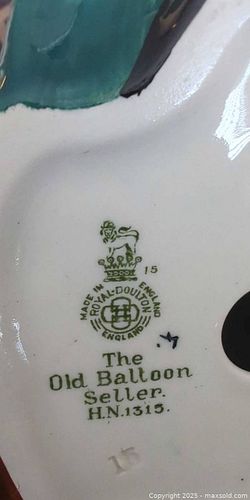 15
MADE IN ENGLAND
ROYAL-DOULTON
ENGLAND
The
Old Balloon
Seller.
H.N.1315.
15
Copyright © 2025 - maxsold.com